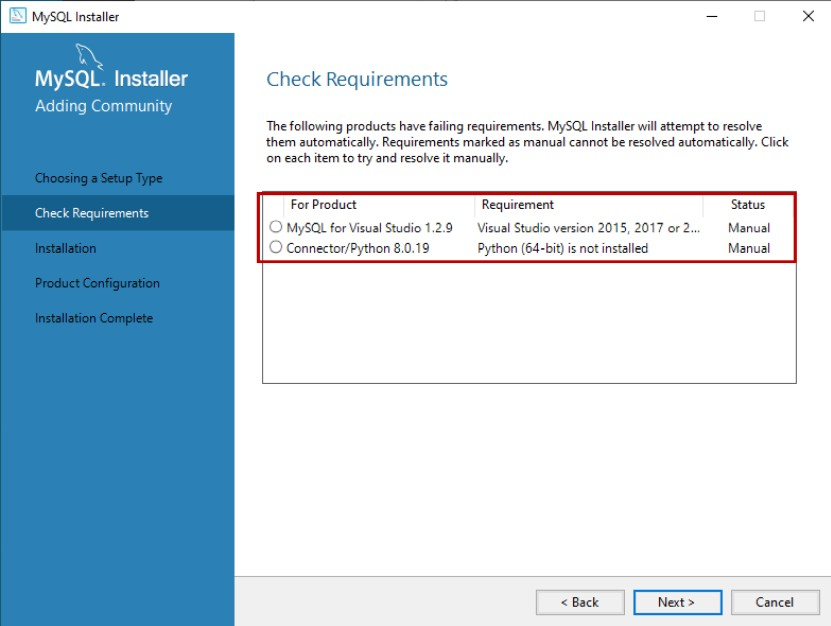 MySQL Installer
MySQL. Installer
Adding Community
Choosing a Setup Type
Check Requirements
Installation
Product Configuration
Installation Complete
Check Requirements
The following products have failing requirements. MySQL Installer will attempt to resolve
them automatically. Requirements marked as manual cannot be resolved automatically. Click
on each item to try and resolve it manually.
For Product Requirement Status
MySQL for Visual Studio 1.2.9 Visual Studio version 2015, 2017 or 2... Manual
Connector/Python 8.0.19 Python (64-bit) is not installed Manual
< Back Next > Cancel